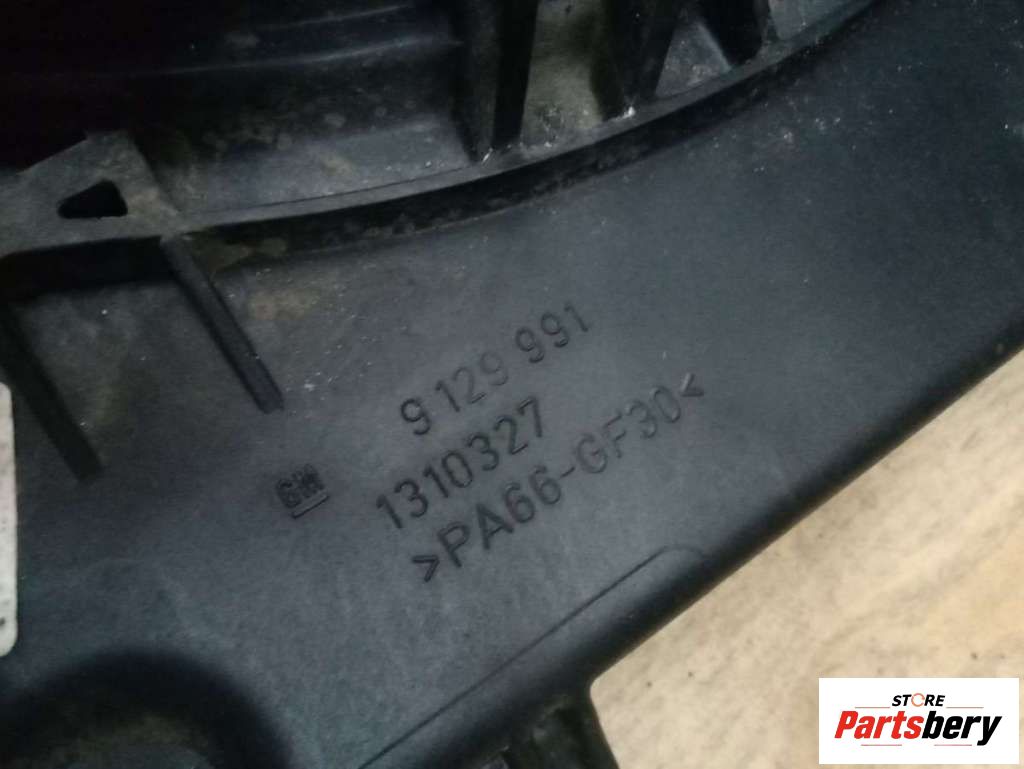 9 129 991
GM
1310327
>PA66-GF30<
STORE
Partsbery